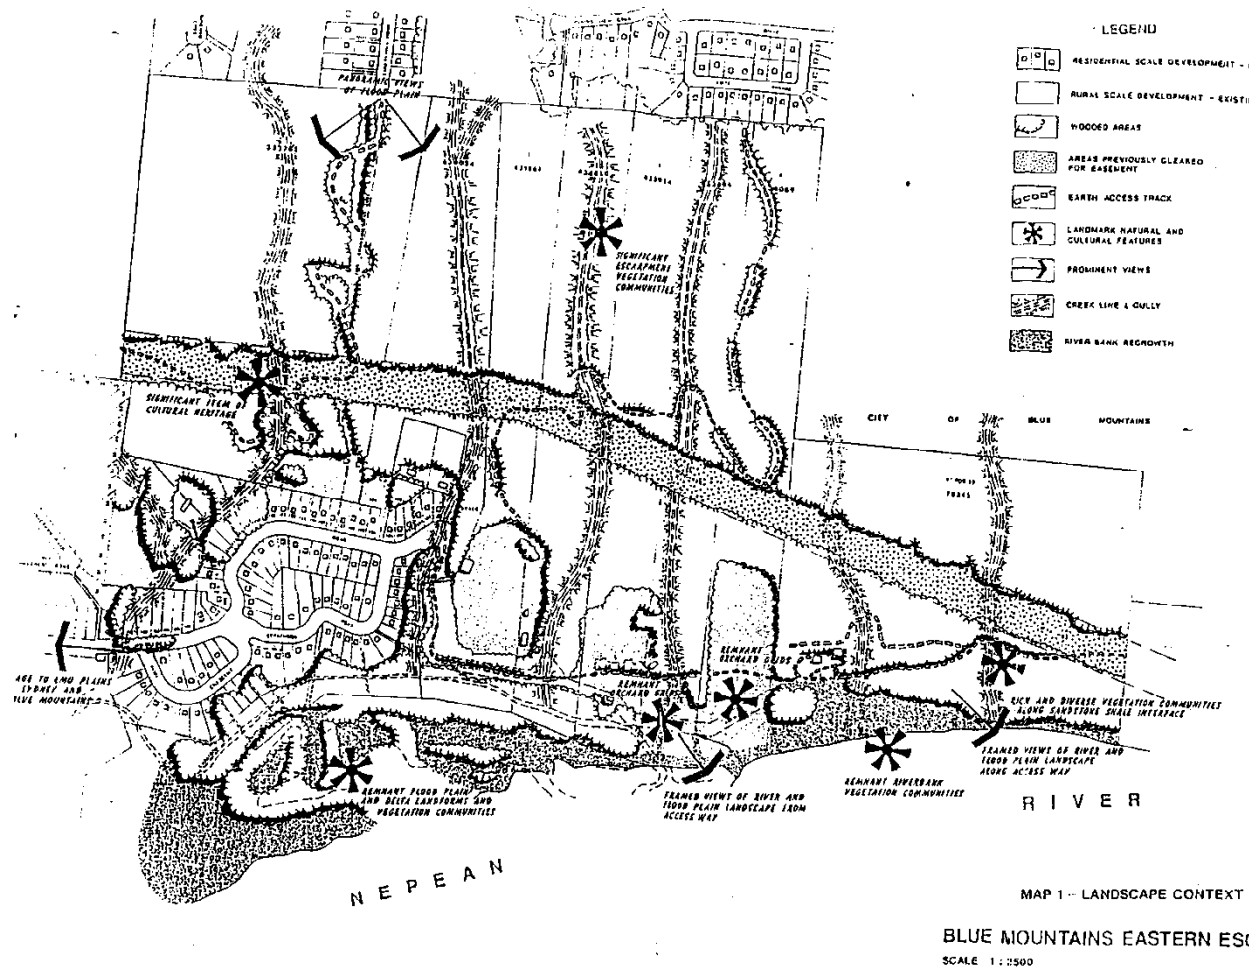 LEGEND
RESIDENTIAL SCALE DEVELOPMENT -
RURAL SCALE DEVELOPMENT - EXISTIN
WOODED AREAS
AREAS PREVIOUSLY CLEARED
FOR EASEMENT
EARTH ACCESS TRACK
LANDMARK NATURAL AND
CULTURAL FEATURES
PROMINENT VIEWS
CREEK LINE & GULLY
RIVER BANK REGROWTH
PANORAMIC VIEWS
OF FLOOD PLAIN
SIGNIFICANT
ESCARPMENT
VEGETATION
COMMUNITIES
SIGNIFICANT ITEM OF
CULTURAL HERITAGE
CITY OF BLUE MOUNTAINS
REMNANT
ORCHARD GRIDS
REMNANT
ORCHARD GRIDS
AGE TO EMU PLAINS
SYDNEY AND
BLUE MOUNTAINS
RICH AND DIVERSE VEGETATION COMMUNITIES
ALONG SANDSTONE SHALE INTERFACE
FRAMED VIEWS OF RIVER AND
FLOOD PLAIN LANDSCAPE
ALONG ACCESS WAY
REMNANT RIVERBANK
VEGETATION COMMUNITIES
REMNANT FLOOD PLAIN
AND DELTA LANDFORMS AND
VEGETATION COMMUNITIES
FRAMED VIEWS OF RIVER AND
FLOOD PLAIN LANDSCAPE FROM
ACCESS WAY
NEPEAN RIVER
MAP 1 - LANDSCAPE CONTEXT
BLUE MOUNTAINS EASTERN ESC
SCALE 1 : 2500